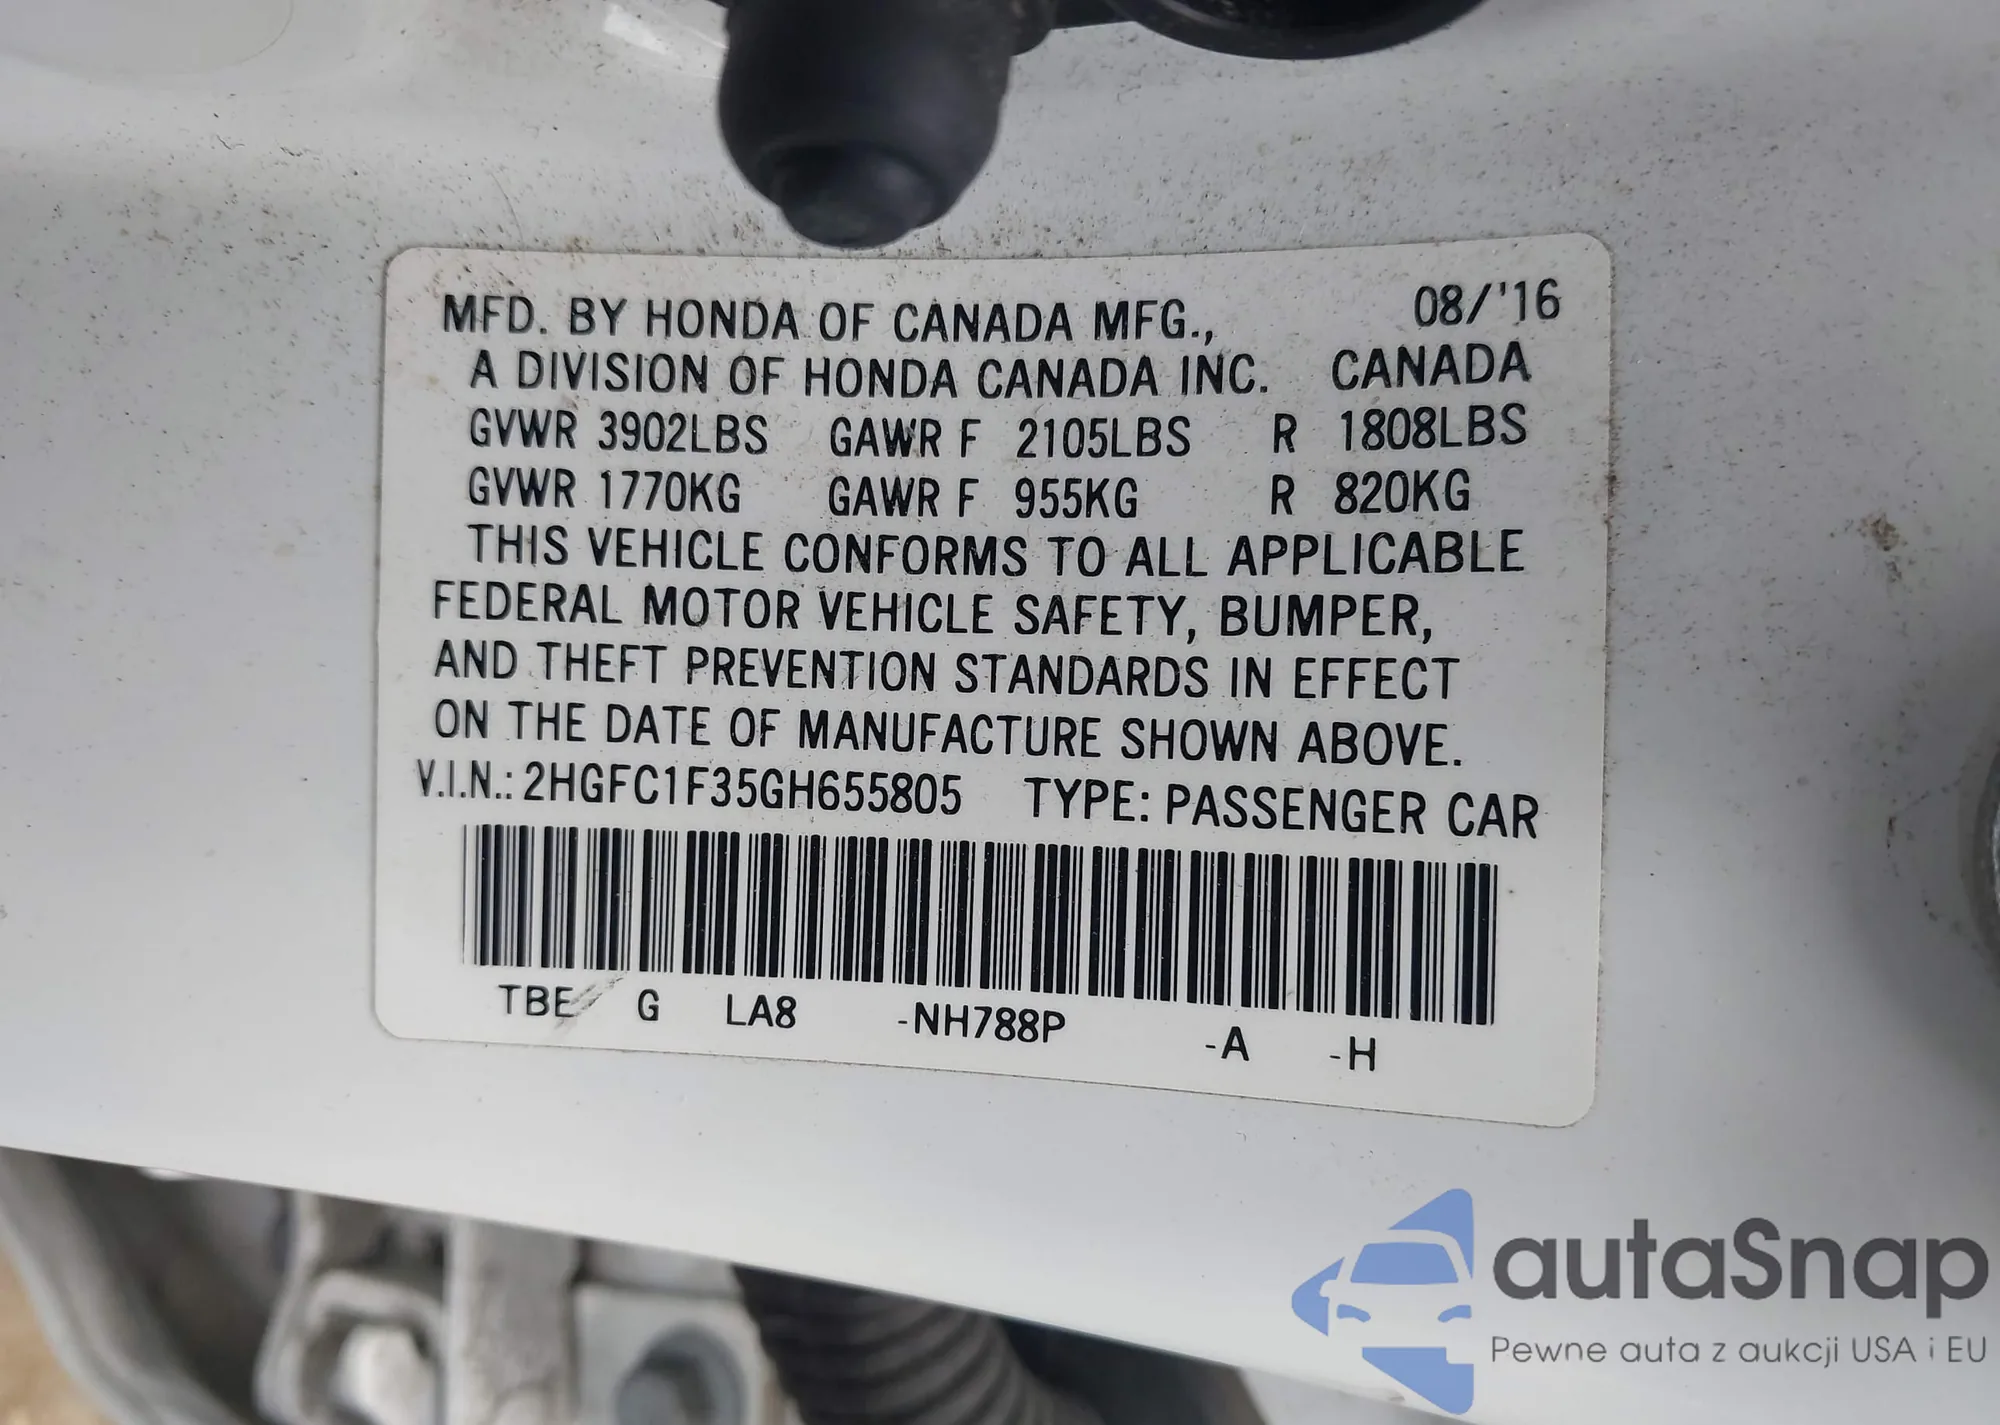 MFD. BY HONDA OF CANADA MFG., 08/'16
A DIVISION OF HONDA CANADA INC. CANADA
GVWR 3902LBS GAWR F 2105LBS R 1808LBS
GVWR 1770KG GAWR F 955KG R 820KG
THIS VEHICLE CONFORMS TO ALL APPLICABLE
FEDERAL MOTOR VEHICLE SAFETY, BUMPER,
AND THEFT PREVENTION STANDARDS IN EFFECT
ON THE DATE OF MANUFACTURE SHOWN ABOVE.
V.I.N.: 2HGFC1F35GH655805 TYPE: PASSENGER CAR
TBE G LA8 -NH788P -A -H
autaSnap
Pewne auta z aukcji USA i EU